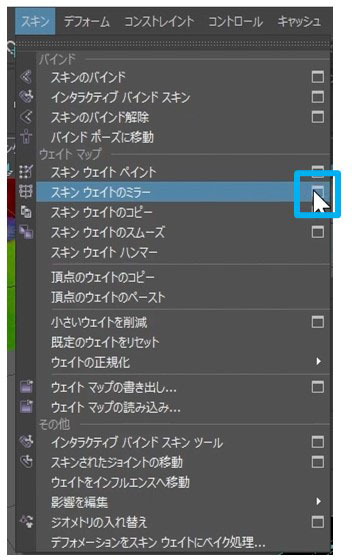 スキン デフォーム コンストレイント コントロール キャッシュ
バインド
スキンのバインド
インタラクティブ バインド スキン
スキンのバインド解除
バインド ポーズに移動
ウェイト マップ
スキン ウェイト ペイント
スキン ウェイトのミラー
スキン ウェイトのコピー
スキン ウェイトのスムーズ
スキン ウェイト ハンマー
頂点のウェイトのコピー
頂点のウェイトのペースト
小さいウェイトを削減
既定のウェイトをリセット
ウェイトの正規化
ウェイト マップの書き出し...
ウェイト マップの読み込み...
その他
インタラクティブ バインド スキン ツール
スキンされたジョイントの移動
ウェイトをインフルエンスへ移動
影響を編集
ジオメトリの入れ替え
デフォメーションをスキン ウェイトにベイク処理...